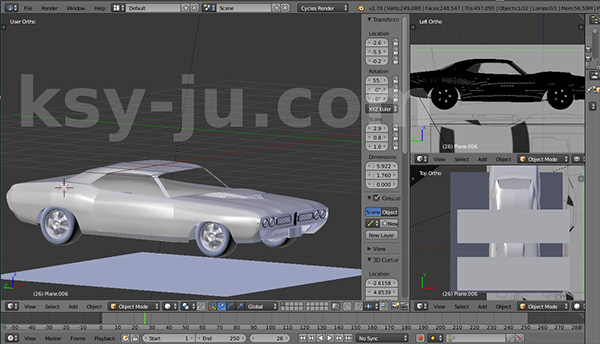 File Render Window Help Default Scene Cycles Render v2.78 | Verts:249,088 | Faces:248,547 | Tris:497,090 | Objects:1/32 | Lamps:0/1 | Mem:56.59M
User Ortho
ksy-ju.co
Transform
Location
-2.6
-5.5
-0.2
Rotation
55.
-0°
0°
XYZ Euler
Scale
2.9
0.8
1.0
Dimensions:
5.922
1.760
0.000
Grease
Scene Object
New
New Layer
View
3D Cursor
Location:
-2.6158
4.8539
(26) Plane.006
View Select Add Object Object Mode Global
Left Ortho
(26) Plane.006
View Select Add Object Object Mode
Top Ortho
(26) Plane.006
View Select Add Object Object Mode
-50 -40 -30 -20 -10 0 10 20 30 40 50 60 70 80 90 100 110 120 130 140 150 160 170 180 190 200 210 220 230 240 250 260 270 280
View Marker Frame Playback Start: 1 End: 250 26 No Sync